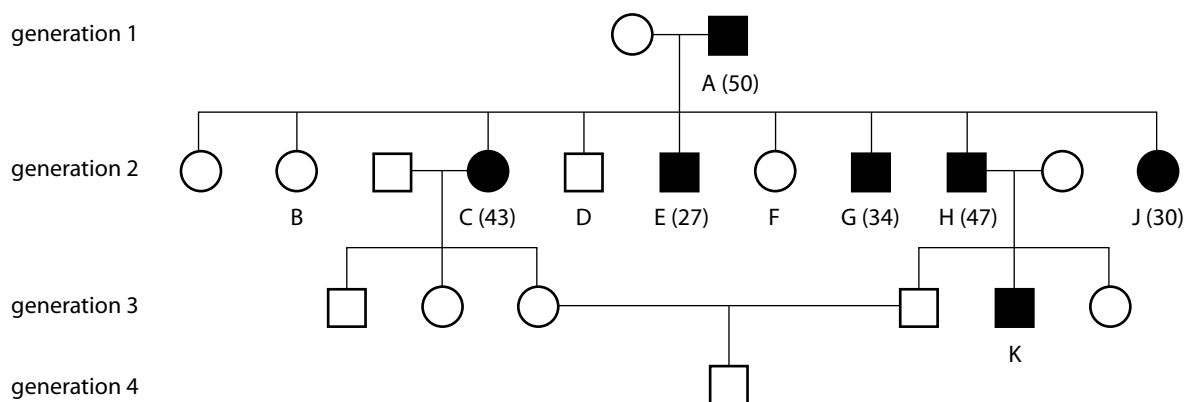 generation 1
A (50)
generation 2
B C (43) D E (27) F G (34) H (47) J (30)
generation 3
K
generation 4